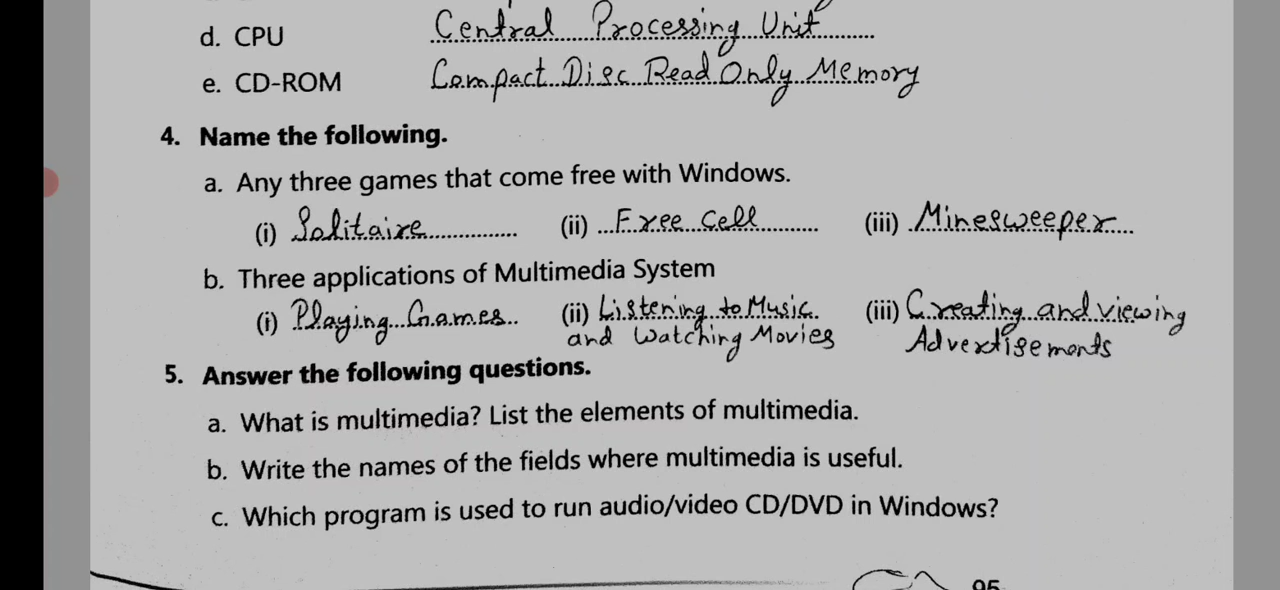 d. CPU Central Processing Unit
e. CD-ROM Compact Disc Read Only Memory
4. Name the following.
a. Any three games that come free with Windows.
(i) Solitaire (ii) Free Cell (iii) Minesweeper
b. Three applications of Multimedia System
(i) Playing Games (ii) Listening to Music (iii) Creating and viewing
and watching Movies Advertisements
5. Answer the following questions.
a. What is multimedia? List the elements of multimedia.
b. Write the names of the fields where multimedia is useful.
c. Which program is used to run audio/video CD/DVD in Windows?